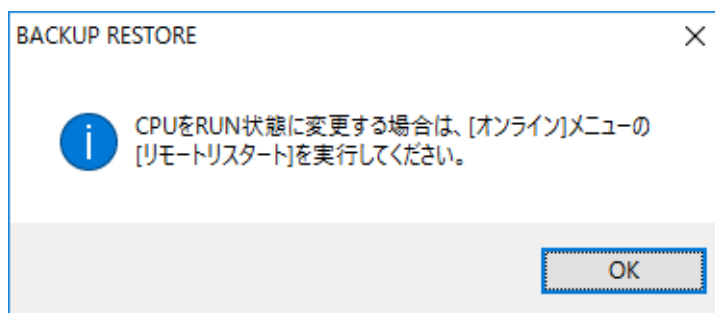 BACKUP RESTORE
CPUをRUN状態に変更する場合は、[オンライン]メニューの
[リモートリスタート]を実行してください。
OK